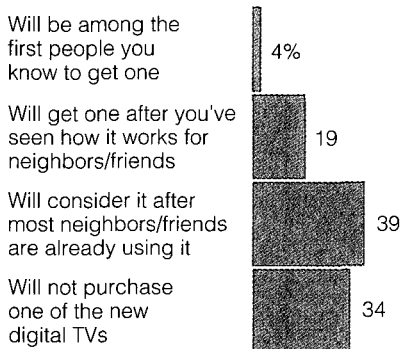 Will be among the
first people you
know to get one
4%
Will get one after you've
seen how it works for
neighbors/friends
19
Will consider it after
most neighbors/friends
are already using it
39
Will not purchase
one of the new
digital TVs
34